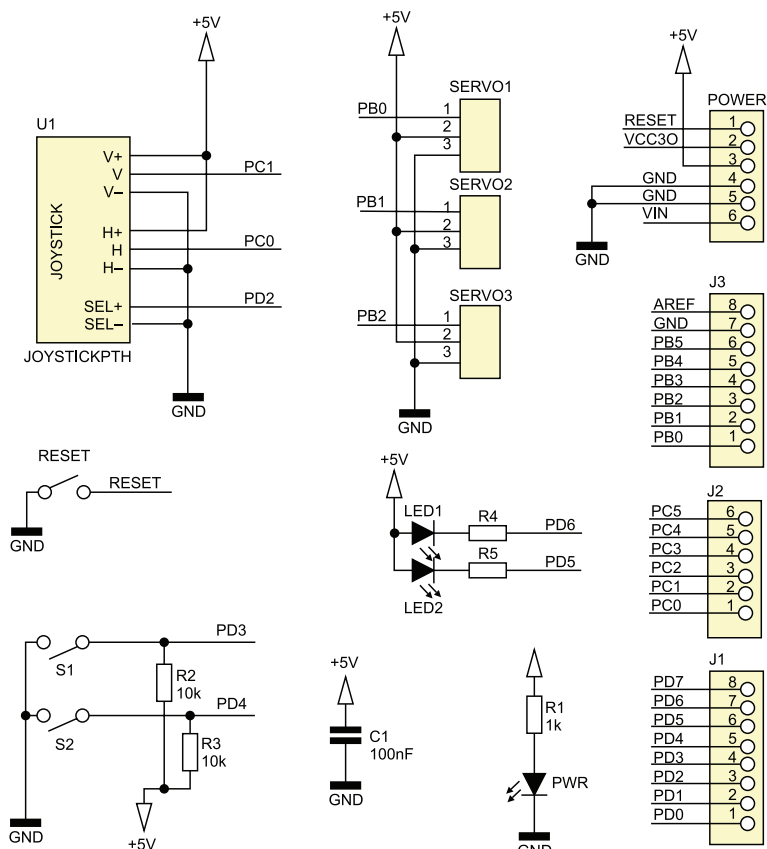 +5V
U1
V+
V
PC1
V–
H+
H
PC0
H–
SEL+
PD2
SEL–
JOYSTICK
JOYSTICKPTH
GND
+5V
SERVO1
PB0
1
2
3
SERVO2
PB1
1
2
3
SERVO3
PB2
1
2
3
GND
+5V
POWER
RESET 1
VCC3O 2
3
GND 4
GND 5
VIN 6
GND
J3
AREF 8
GND 7
PB5 6
PB4 5
PB3 4
PB2 3
PB1 2
PB0 1
RESET
RESET
GND
+5V
LED1
R4
PD6
R5
PD5
LED2
J2
PC5 6
PC4 5
PC3 4
PC2 3
PC1 2
PC0 1
PD3
S1
R2
10k
PD4
S2
R3
10k
GND
+5V
+5V
C1
100nF
GND
R1
1k
PWR
GND
J1
PD7 8
PD6 7
PD5 6
PD4 5
PD3 4
PD2 3
PD1 2
PD0 1